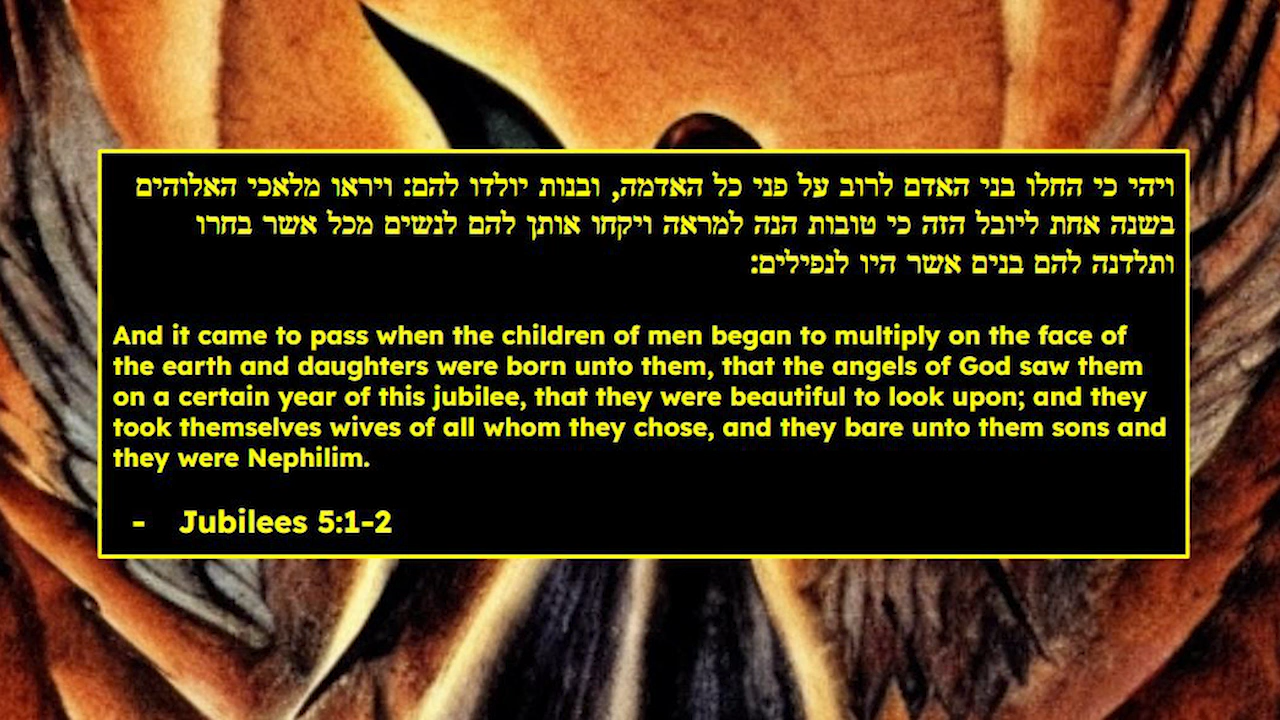 ויהי כי החלו בני האדם לרוב על פני כל האדמה, ובנות יולדו להם: ויראו מלאכי האלוהים
בשנה אחת ליובל הזה כי טובות הנה למראה ויקחו אותן להם לנשים מכל אשר בחרו
ותלדנה להם בנים אשר היו לנפילים:
And it came to pass when the children of men began to multiply on the face of
the earth and daughters were born unto them, that the angels of God saw them
on a certain year of this jubilee, that they were beautiful to look upon; and they
took themselves wives of all whom they chose, and they bare unto them sons and
they were Nephilim.
- Jubilees 5:1-2